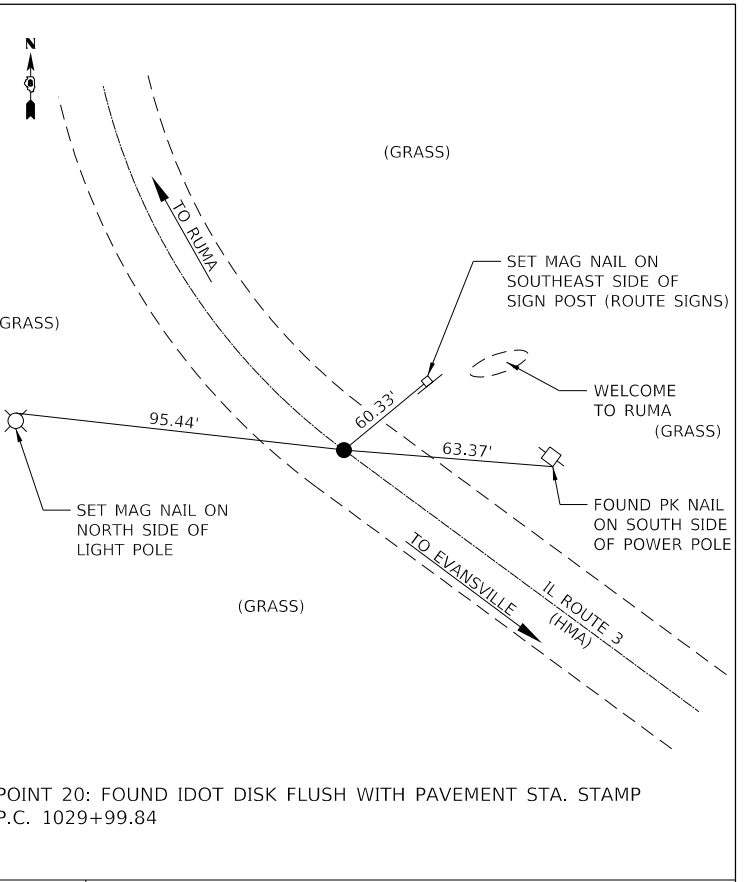 N
(GRASS)
TO RUMA
SET MAG NAIL ON
SOUTHEAST SIDE OF
SIGN POST (ROUTE SIGNS)
GRASS)
60.33'
WELCOME
TO RUMA
(GRASS)
95.44'
63.37'
SET MAG NAIL ON
NORTH SIDE OF
LIGHT POLE
FOUND PK NAIL
ON SOUTH SIDE
OF POWER POLE
TO EVANSVILLE
IL ROUTE 3
(HMA)
(GRASS)
POINT 20: FOUND IDOT DISK FLUSH WITH PAVEMENT STA. STAMP
P.C. 1029+99.84